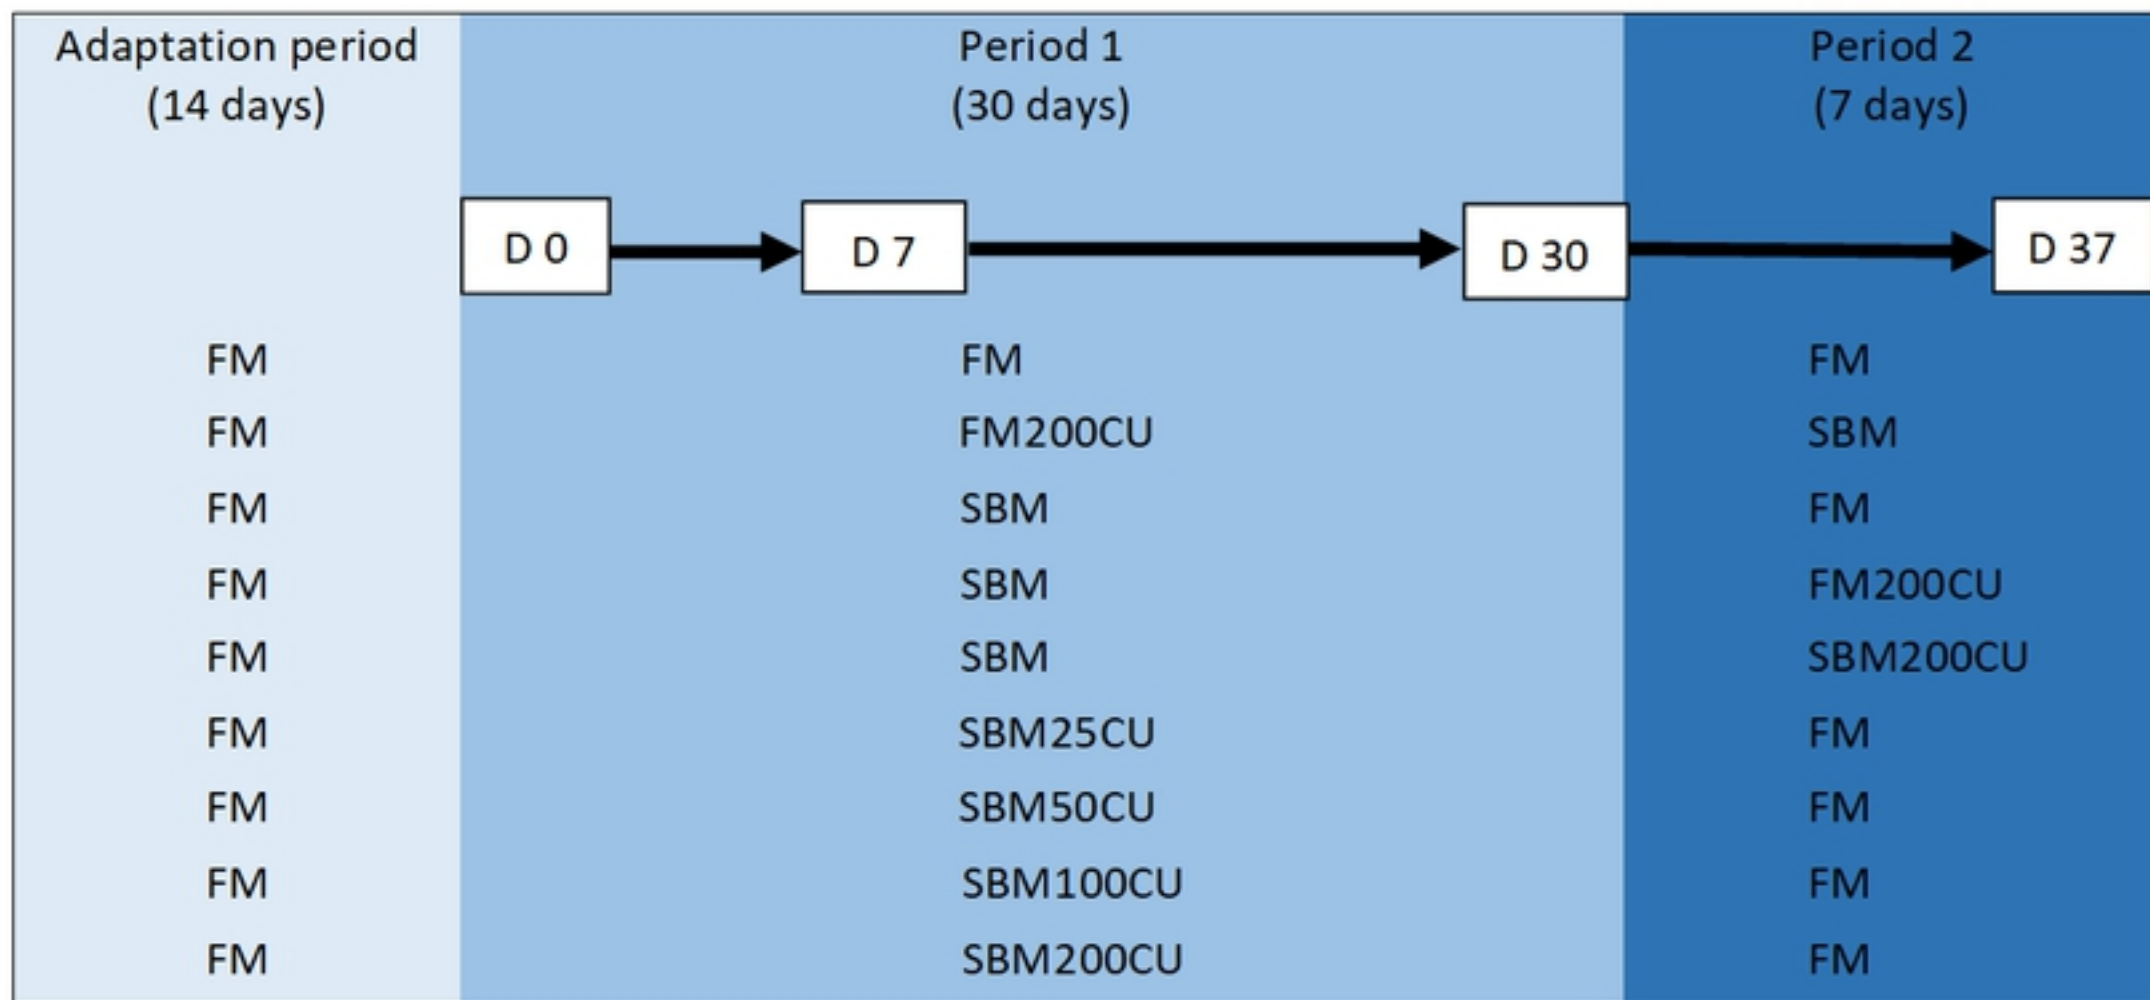 Adaptation period
(14 days)
Period 1
(30 days)
Period 2
(7 days)
D 0
D 7
D 30
D 37
FM FM FM
FM FM200CU SBM
FM SBM FM
FM SBM FM200CU
FM SBM SBM200CU
FM SBM25CU FM
FM SBM50CU FM
FM SBM100CU FM
FM SBM200CU FM